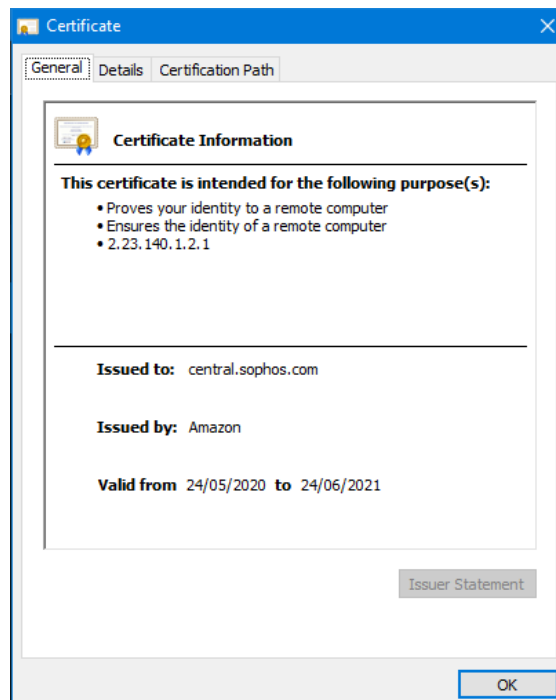 Certificate
General Details Certification Path
Certificate Information
This certificate is intended for the following purpose(s):
• Proves your identity to a remote computer
• Ensures the identity of a remote computer
• 2.23.140.1.2.1
Issued to: central.sophos.com
Issued by: Amazon
Valid from 24/05/2020 to 24/06/2021
Issuer Statement
OK